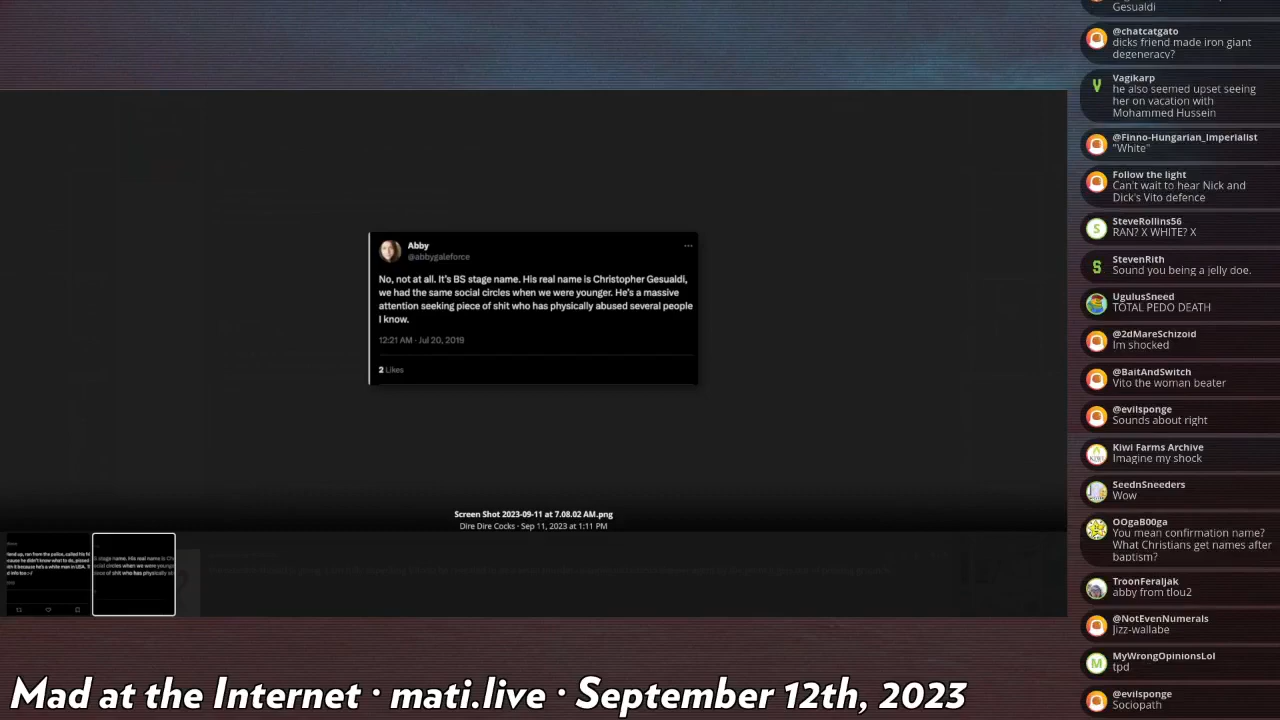 Gesualdi
@chatcatgato
dicks friend made iron giant
degeneracy?
Vagikarp
he also seemed upset seeing
her on vacation with
Mohammed Hussein
@Finno-Hungarian_Imperialist
"White"
Follow the light
Can't wait to hear Nick and
Dick's Vito defence
SteveRollins56
RAN? X WHITE? X
StevenRith
Sound you being a jelly doe.
UgulusSneed
TOTAL PEDO DEATH
@2dMareSchizoid
Im shocked
@BaitAndSwitch
Vito the woman beater
@evilsponge
Sounds about right
Kiwi Farms Archive
Imagine my shock
SeednSneeders
Wow
OOgaB00ga
You mean confirmation name?
What Christians get names after
baatism?
TroonFeralJak
abby from tlou2
@NotEvenNumerals
Jizz-wallabe
MyWrongOpinionsLol
tpd
@evilsponge
Sociopath
Abby
@abbygaleforce
No, not at all. It's BS stage name. His real name is Christopher Gesualdi,
we had the same social circles when we were younger. He's a massive
attention seeking piece of shit who has physically abused several people
I know.
12:21 AM · Jul 20, 2019
2 Likes
Screen Shot 2023-09-11 at 7.08.02 AM.png
Dire Dire Cocks · Sep 11, 2023 at 1:11 PM
Mad at the Internet · mati.live · September 12th, 2023